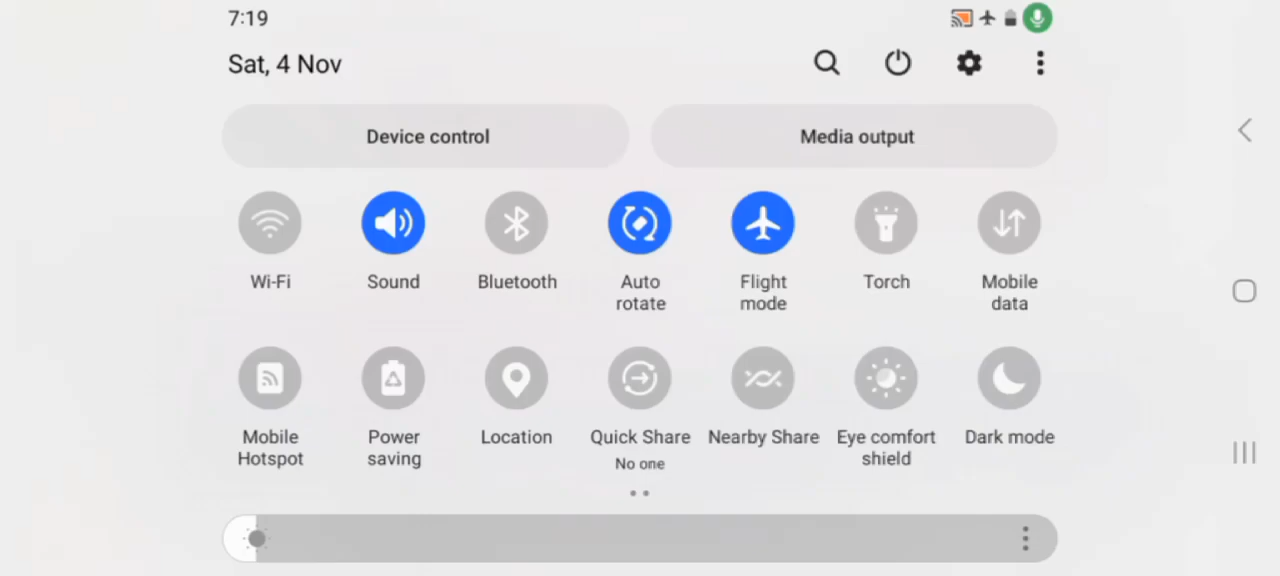 7:19
Sat, 4 Nov
Device control
Media output
Wi-Fi
Sound
Bluetooth
Auto
rotate
Flight
mode
Torch
Mobile
data
Mobile
Hotspot
Power
saving
Location
Quick Share
No one
Nearby Share
Eye comfort
shield
Dark mode